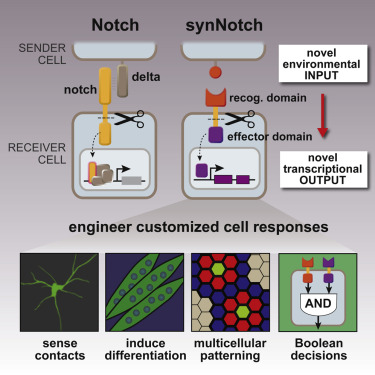 Notch
synNotch
SENDER
CELL
novel
environmental
INPUT
notch
delta
recog. domain
effector domain
RECEIVER
CELL
novel
transcriptional
OUTPUT
engineer customized cell responses
AND
sense
contacts
induce
differentiation
multicellular
patterning
Boolean
decisions